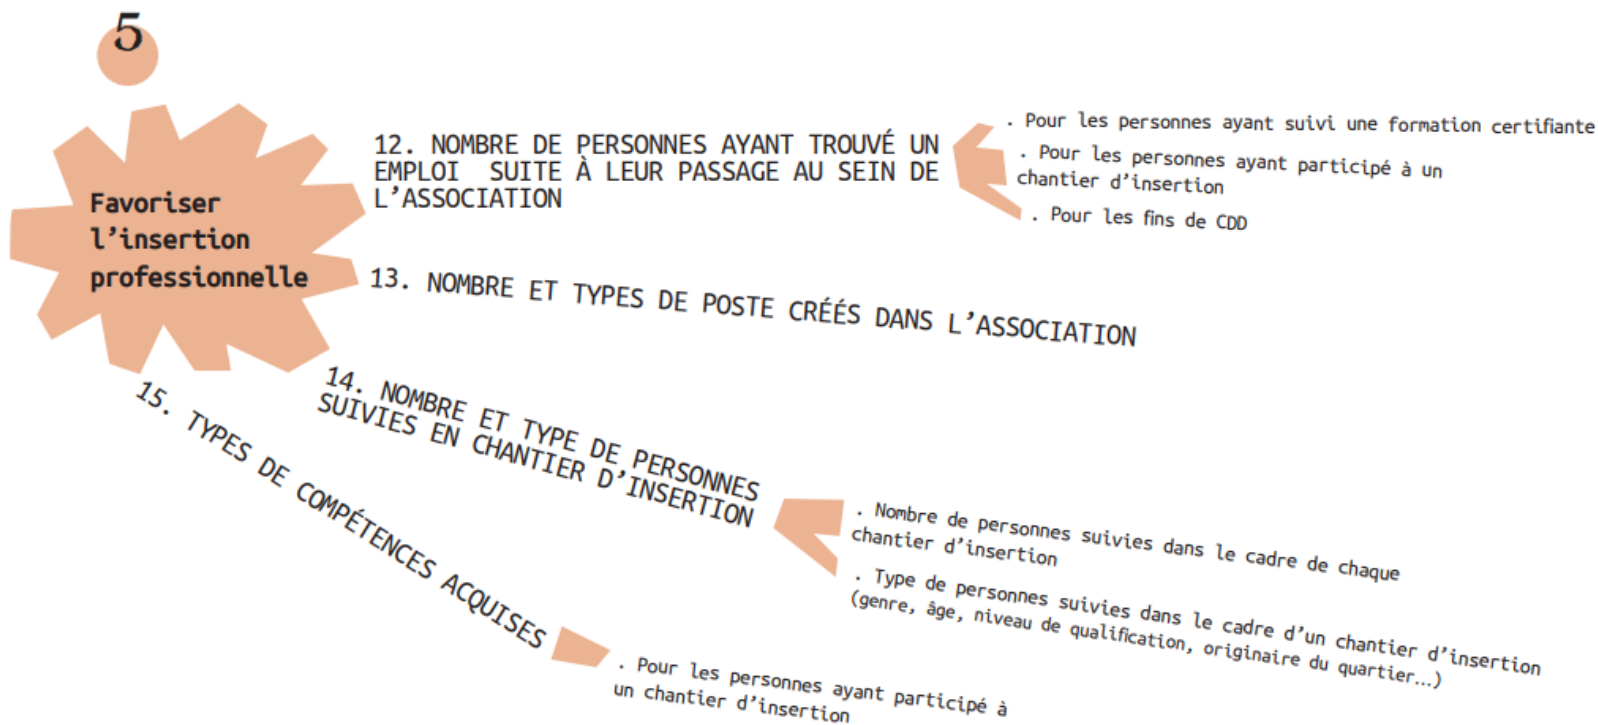 5
Favoriser
l’insertion
professionnelle
12. NOMBRE DE PERSONNES AYANT TROUVÉ UN
EMPLOI SUITE À LEUR PASSAGE AU SEIN DE
L’ASSOCIATION
. Pour les personnes ayant suivi une formation certifiante
. Pour les personnes ayant participé à un
chantier d’insertion
. Pour les fins de CDD
13. NOMBRE ET TYPES DE POSTE CRÉÉS DANS L’ASSOCIATION
14. NOMBRE ET TYPE DE PERSONNES
SUIVIES EN CHANTIER D’INSERTION
. Nombre de personnes suivies dans le cadre de chaque
chantier d’insertion
. Type de personnes suivies dans le cadre d’un chantier d’insertion
(genre, âge, niveau de qualification, originaire du quartier…)
15. TYPES DE COMPÉTENCES ACQUISES
. Pour les personnes ayant participé à
un chantier d’insertion